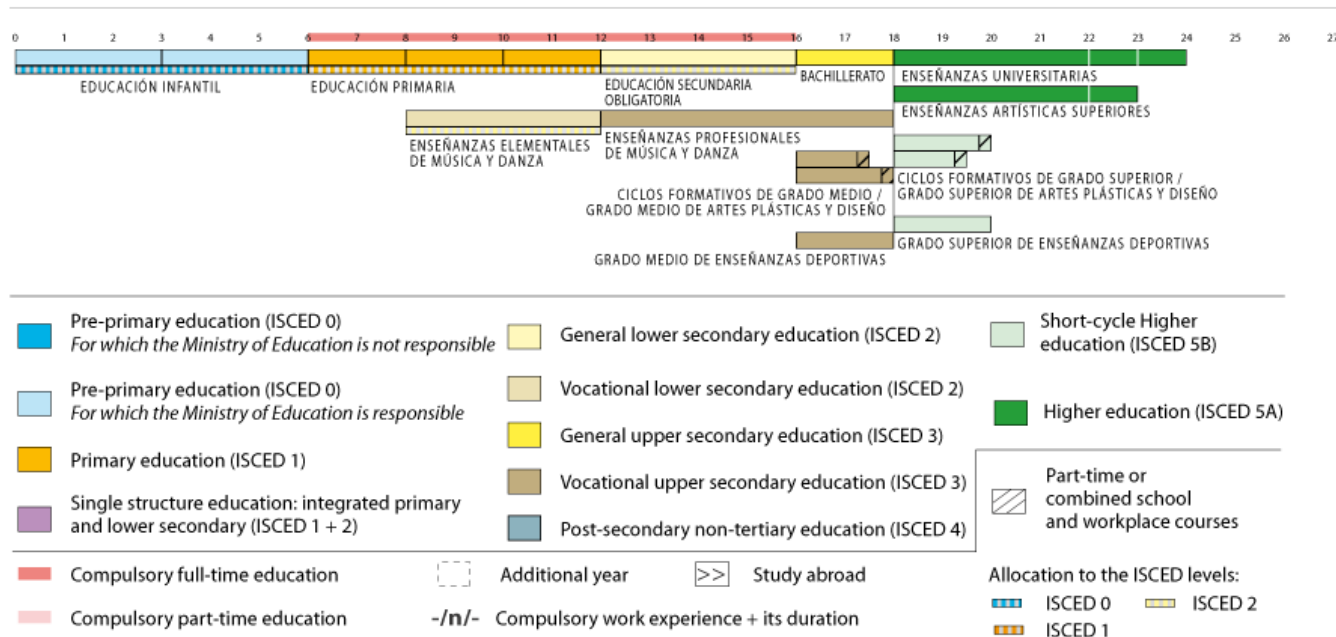 0 1 2 3 4 5 6 7 8 9 10 11 12 13 14 15 16 17 18 19 20 21 22 23 24 25 26 27
EDUCACIÓN INFANTIL
EDUCACIÓN PRIMARIA
EDUCACIÓN SECUNDARIA
OBLIGATORIA
BACHILLERATO
ENSEÑANZAS UNIVERSITARIAS
ENSEÑANZAS ARTÍSTICAS SUPERIORES
ENSEÑANZAS ELEMENTALES
DE MÚSICA Y DANZA
ENSEÑANZAS PROFESIONALES
DE MÚSICA Y DANZA
CICLOS FORMATIVOS DE GRADO MEDIO /
GRADO MEDIO DE ARTES PLÁSTICAS Y DISEÑO
CICLOS FORMATIVOS DE GRADO SUPERIOR /
GRADO SUPERIOR DE ARTES PLÁSTICAS Y DISEÑO
GRADO SUPERIOR DE ENSEÑANZAS DEPORTIVAS
GRADO MEDIO DE ENSEÑANZAS DEPORTIVAS
Pre-primary education (ISCED 0)
For which the Ministry of Education is not responsible
Pre-primary education (ISCED 0)
For which the Ministry of Education is responsible
Primary education (ISCED 1)
Single structure education: integrated primary
and lower secondary (ISCED 1 + 2)
General lower secondary education (ISCED 2)
Vocational lower secondary education (ISCED 2)
General upper secondary education (ISCED 3)
Vocational upper secondary education (ISCED 3)
Post-secondary non-tertiary education (ISCED 4)
Short-cycle Higher
education (ISCED 5B)
Higher education (ISCED 5A)
Part-time or
combined school
and workplace courses
Compulsory full-time education
Compulsory part-time education
Additional year
>> Study abroad
-/n/- Compulsory work experience + its duration
Allocation to the ISCED levels:
ISCED 0
ISCED 2
ISCED 1